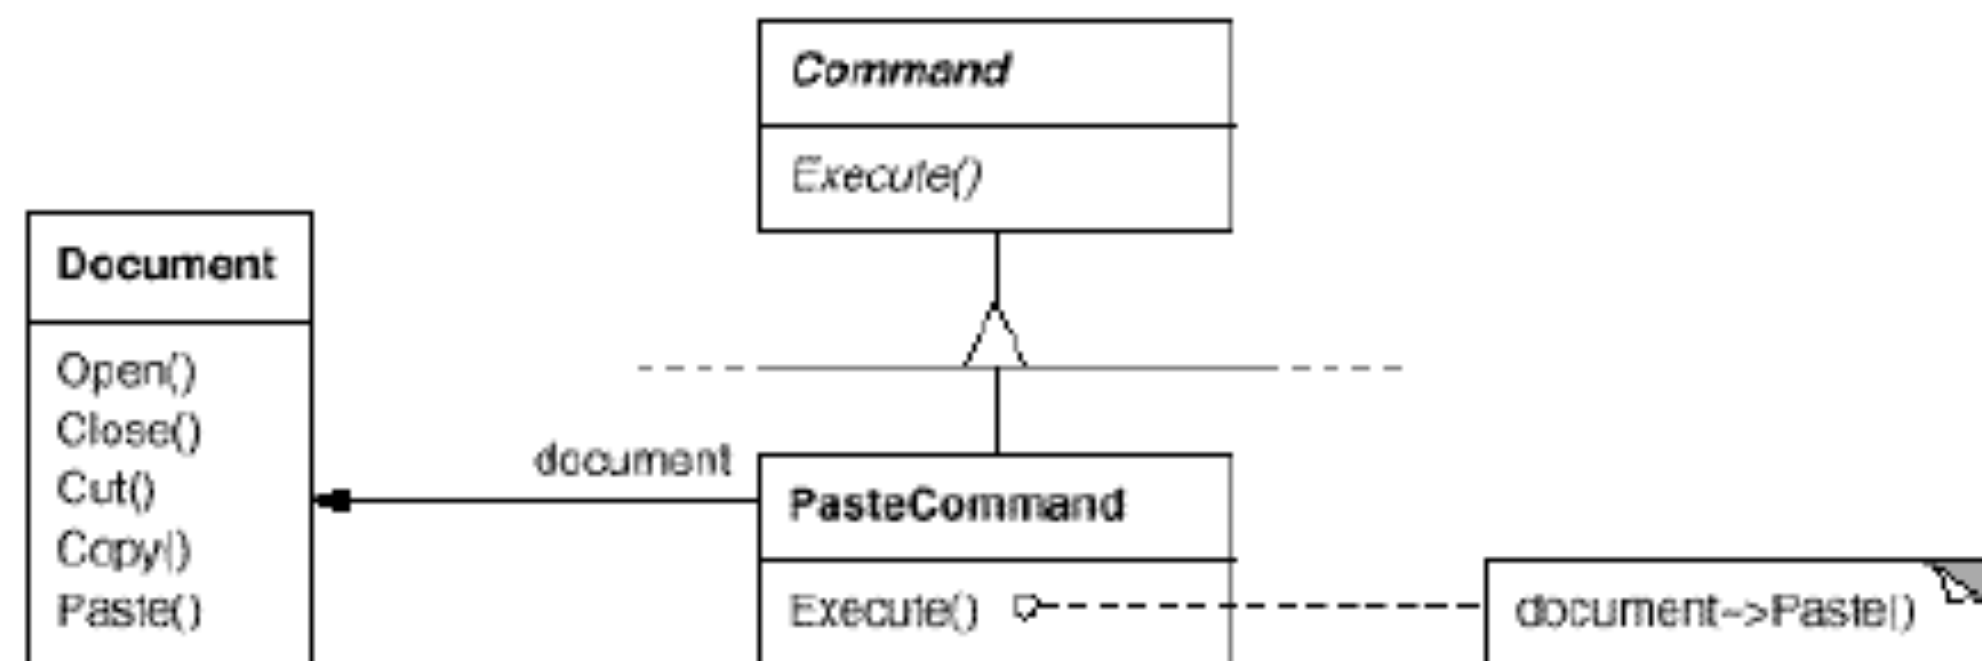 Command
Execute()
Document
Open()
Close()
Cut()
Copy()
Paste()
document
PasteCommand
Execute()
document->Paste()